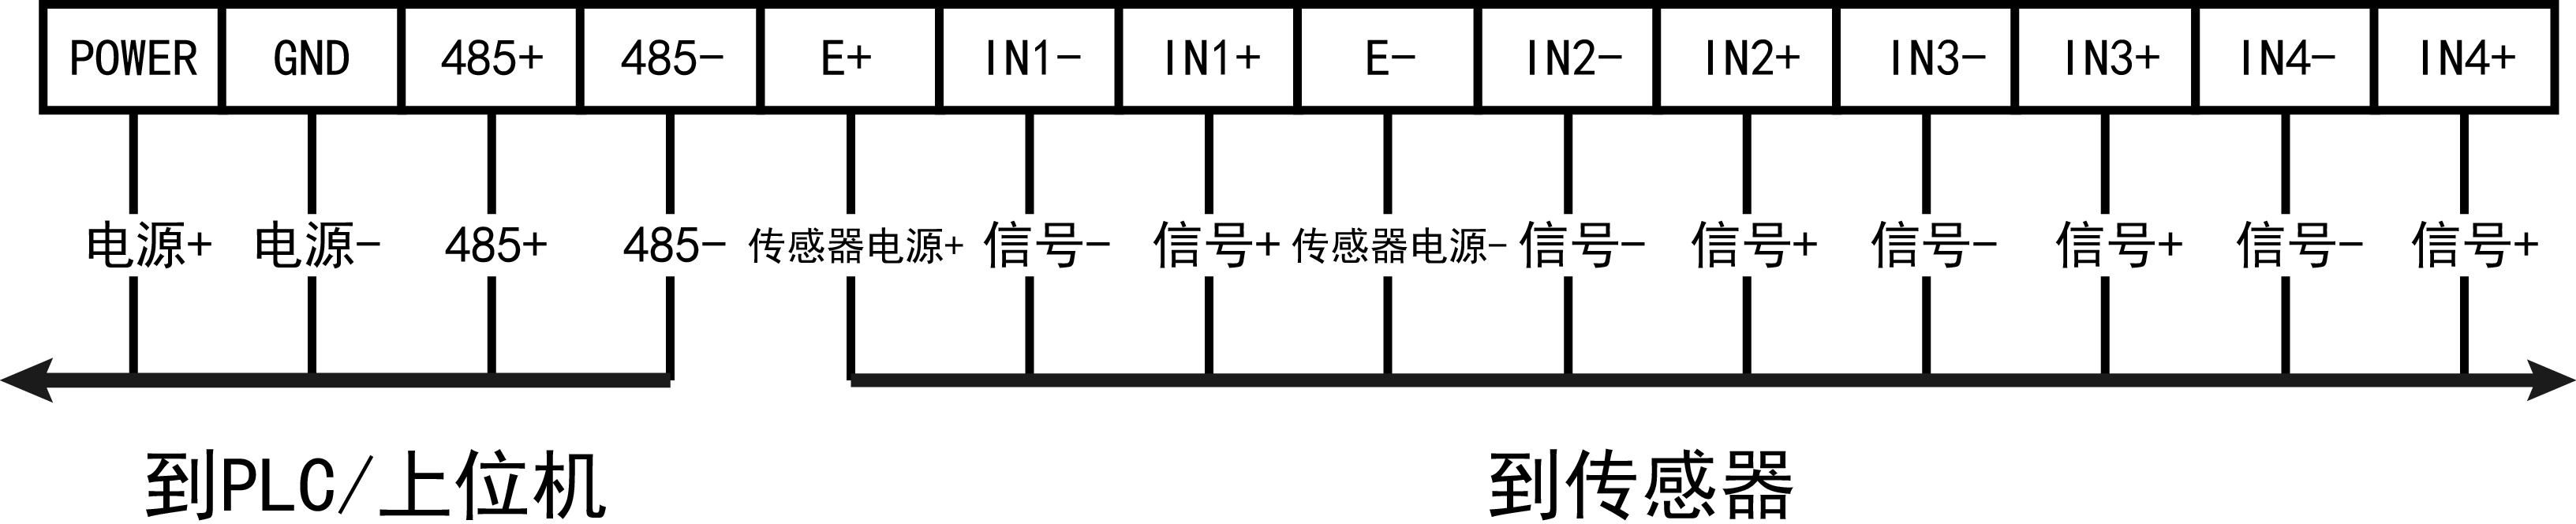 POWER GND 485+ 485- E+ IN1- IN1+ E- IN2- IN2+ IN3- IN3+ IN4- IN4+
电源+ 电源- 485+ 485- 传感器电源+ 信号- 信号+ 传感器电源- 信号- 信号+ 信号- 信号+ 信号- 信号+
到PLC/上位机 到传感器